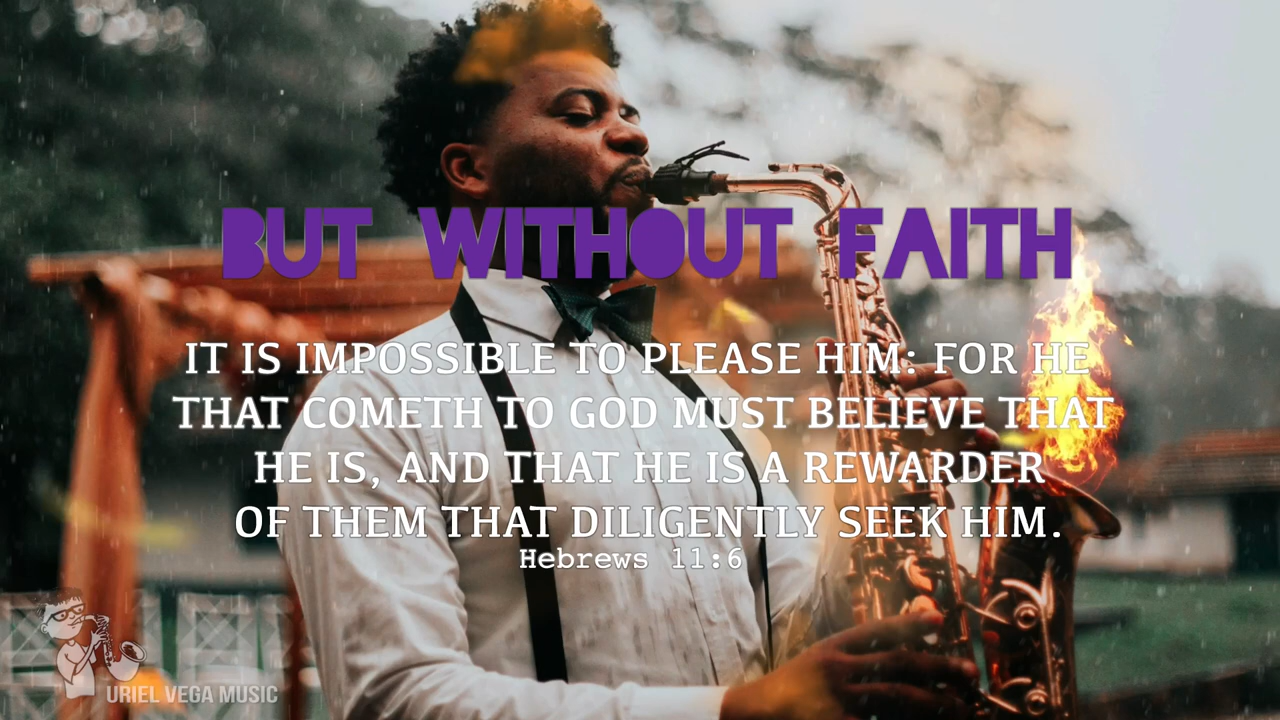 BUT WITHOUT FAITH
IT IS IMPOSSIBLE TO PLEASE HIM: FOR HE
THAT COMETH TO GOD MUST BELIEVE THAT
HE IS, AND THAT HE IS A REWARDER
OF THEM THAT DILIGENTLY SEEK HIM.
Hebrews 11:6
URIEL VEGA MUSIC